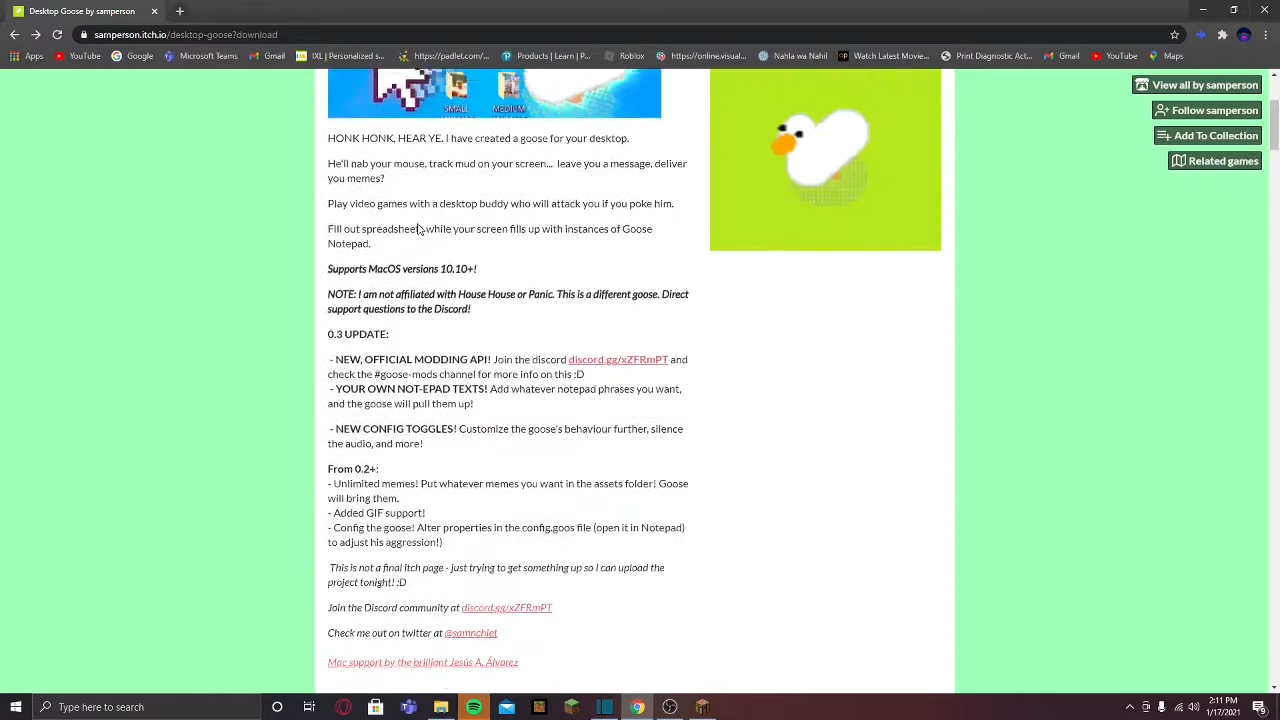 Desktop Goose by
samperson.itch.io/desktop-goose?download
Apps YouTube Google IXL | Personalized s... https://padlet.com/... Products | Learn | P... Gmail Roblox https://online.visual... Nahla wa Nahil Watch Latest Movie... Print Diagnostic Act... Gmail YouTube Maps
View all by samperson
Follow samperson
Add To Collection
Related games
SMALL MEDIUM
HONK HONK, HEAR YE. I have created a goose for your desktop.
He'll nab your mouse, track mud on your screen... leave you a message, deliver
you memes?
Play video games with a desktop buddy who will attack you if you poke him.
Fill out spreadsheets while your screen fills up with instances of Goose
Notepad.
Supports MacOS versions 10.10+!
NOTE: I am not affiliated with House House or Panic. This is a different goose. Direct
support questions to the Discord!
0.3 UPDATE:
- NEW, OFFICIAL MODDING API! Join the discord discord.gg/xZFRmPT and
check the #goose-mods channel for more info on this :D
- YOUR OWN NOT-EPAD TEXTS! Add whatever notepad phrases you want,
and the goose will pull them up!
- NEW CONFIG TOGGLES! Customize the goose's behaviour further, silence
the audio, and more!
From 0.2+:
- Unlimited memes! Put whatever memes you want in the assets folder! Goose
will bring them.
- Added GIF support!
- Config the goose! Alter properties in the config.goos file (open it in Notepad)
to adjust his aggression!)
This is not a final itch page - just trying to get something up so I can upload the
project tonight! :D
Join the Discord community at discord.gg/xZFRmPT
Check me out on twitter at @samnchiet
Mac support by the brilliant Jesús A. Álvarez
Type here to search
2:11 PM
1/17/2021